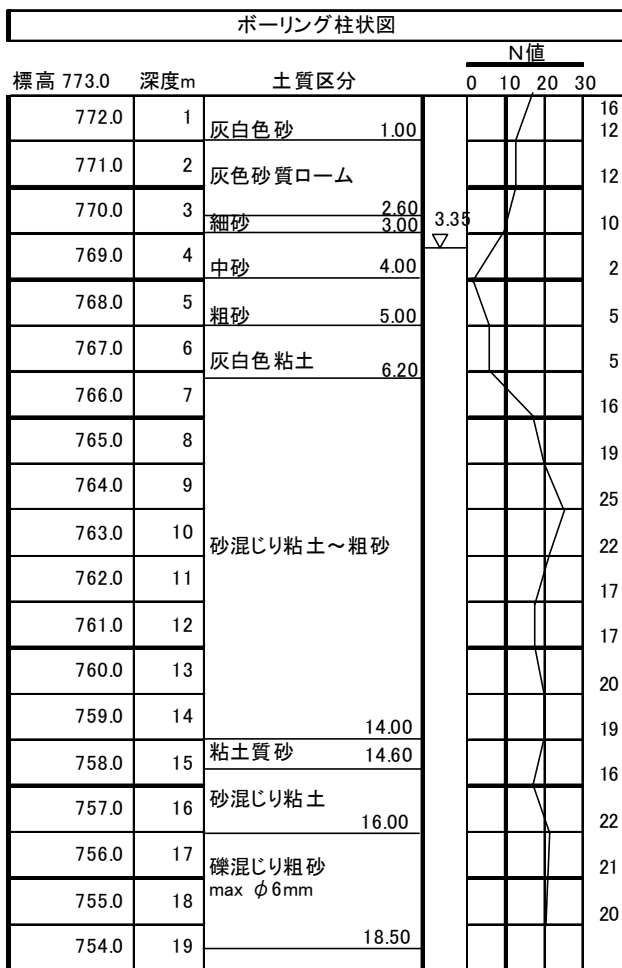 ボーリング柱状図
N値
標高 773.0 深度m 土質区分 0 10 20 30
16
772.0 1 灰白色砂 1.00 12
771.0 2 灰色砂質ローム 12
2.60
770.0 3 細砂 3.00 3.35 10
769.0 4 中砂 4.00 2
768.0 5 粗砂 5.00 5
767.0 6 灰白色粘土 6.20 5
766.0 7 16
765.0 8 19
764.0 9 25
763.0 10 砂混じり粘土～粗砂 22
762.0 11 17
761.0 12 17
760.0 13 20
759.0 14 14.00 19
758.0 15 粘土質砂 14.60 16
757.0 16 砂混じり粘土 16.00 22
756.0 17 礫混じり粗砂 21
max φ6mm
755.0 18 20
754.0 19 18.50